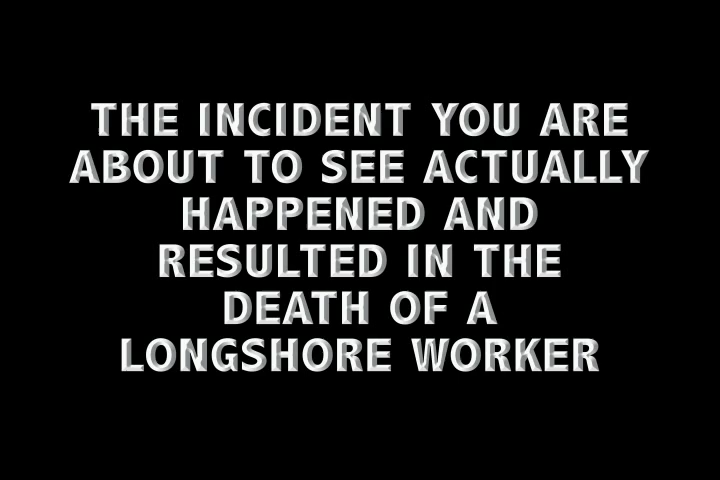 THE INCIDENT YOU ARE
ABOUT TO SEE ACTUALLY
HAPPENED AND
RESULTED IN THE
DEATH OF A
LONGSHORE WORKER